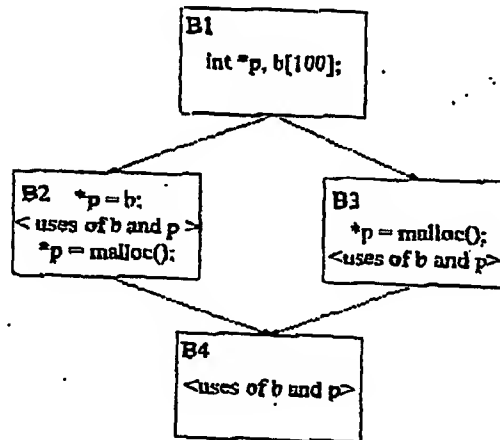 B1
int *p, b[100];
B2 *p = b;
< uses of b and p >
*p = malloc();
B3
*p = malloc();
<uses of b and p>
B4
<uses of b and p>